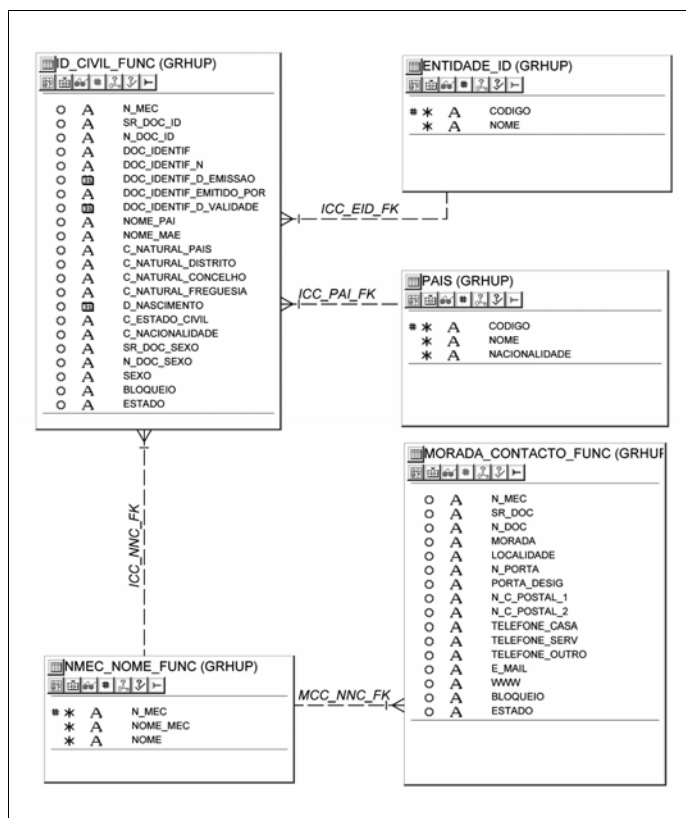 ID_CIVIL_FUNC (GRHUP)
N_MEC
SR_DOC_ID
N_DOC_ID
DOC_IDENTIF
DOC_IDENTIF_N
DOC_IDENTIF_D_EMISSAO
DOC_IDENTIF_EMITIDO_POR
DOC_IDENTIF_D_VALIDADE
NOME_PAI
NOME_MAE
C_NATURAL_PAIS
C_NATURAL_DISTRITO
C_NATURAL_CONCELHO
C_NATURAL_FREGUESIA
D_NASCIMENTO
C_ESTADO_CIVIL
C_NACIONALIDADE
SR_DOC_SEXO
N_DOC_SEXO
SEXO
BLOQUEIO
ESTADO
ENTIDADE_ID (GRHUP)
# * A CODIGO
* A NOME
ICC_EID_FK
PAIS (GRHUP)
# * A CODIGO
* A NOME
* A NACIONALIDADE
ICC_PAI_FK
MORADA_CONTACTO_FUNC (GRHUF
N_MEC
SR_DOC
N_DOC
MORADA
LOCALIDADE
N_PORTA
PORTA_DESIG
N_C_POSTAL_1
N_C_POSTAL_2
TELEFONE_CASA
TELEFONE_SERV
TELEFONE_OUTRO
E_MAIL
WWW
BLOQUEIO
ESTADO
ICC_NNC_FK
NMEC_NOME_FUNC (GRHUP)
# * A N_MEC
* A NOME_MEC
* A NOME
MCC_NNC_FK